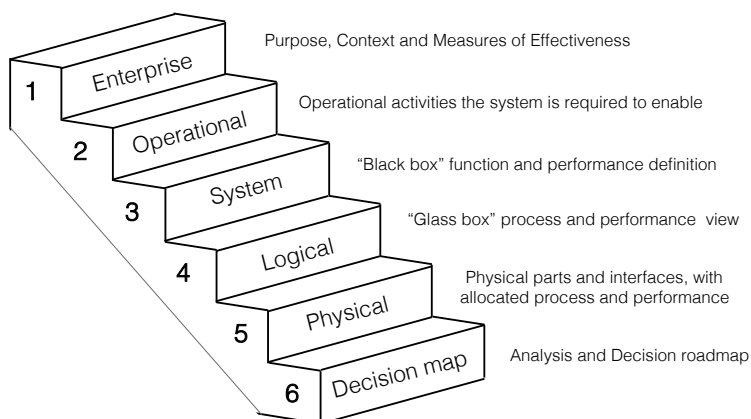 Purpose, Context and Measures of Effectiveness
1
Enterprise
Operational activities the system is required to enable
2
Operational
“Black box” function and performance definition
3
System
“Glass box” process and performance view
4
Logical
Physical parts and interfaces, with
allocated process and performance
5
Physical
Analysis and Decision roadmap
6
Decision map